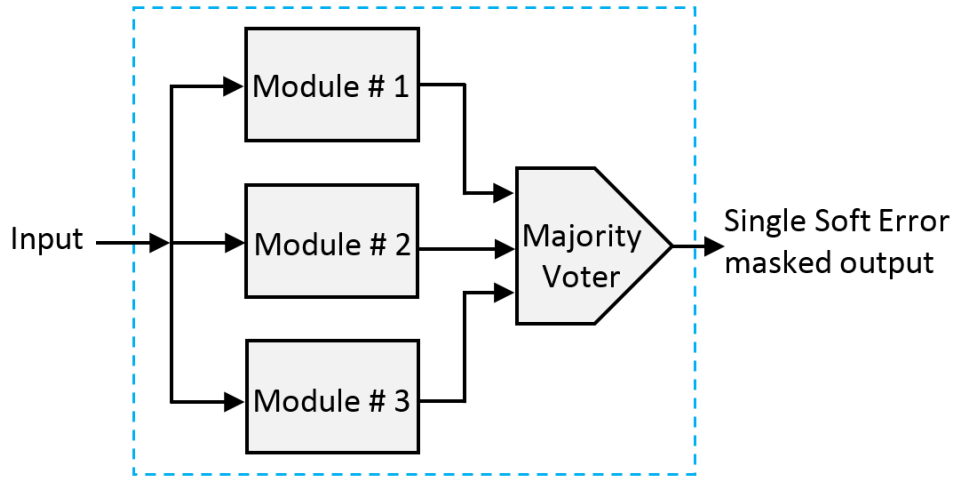 Module # 1
Input
Module # 2
Majority
Voter
Single Soft Error
masked output
Module # 3